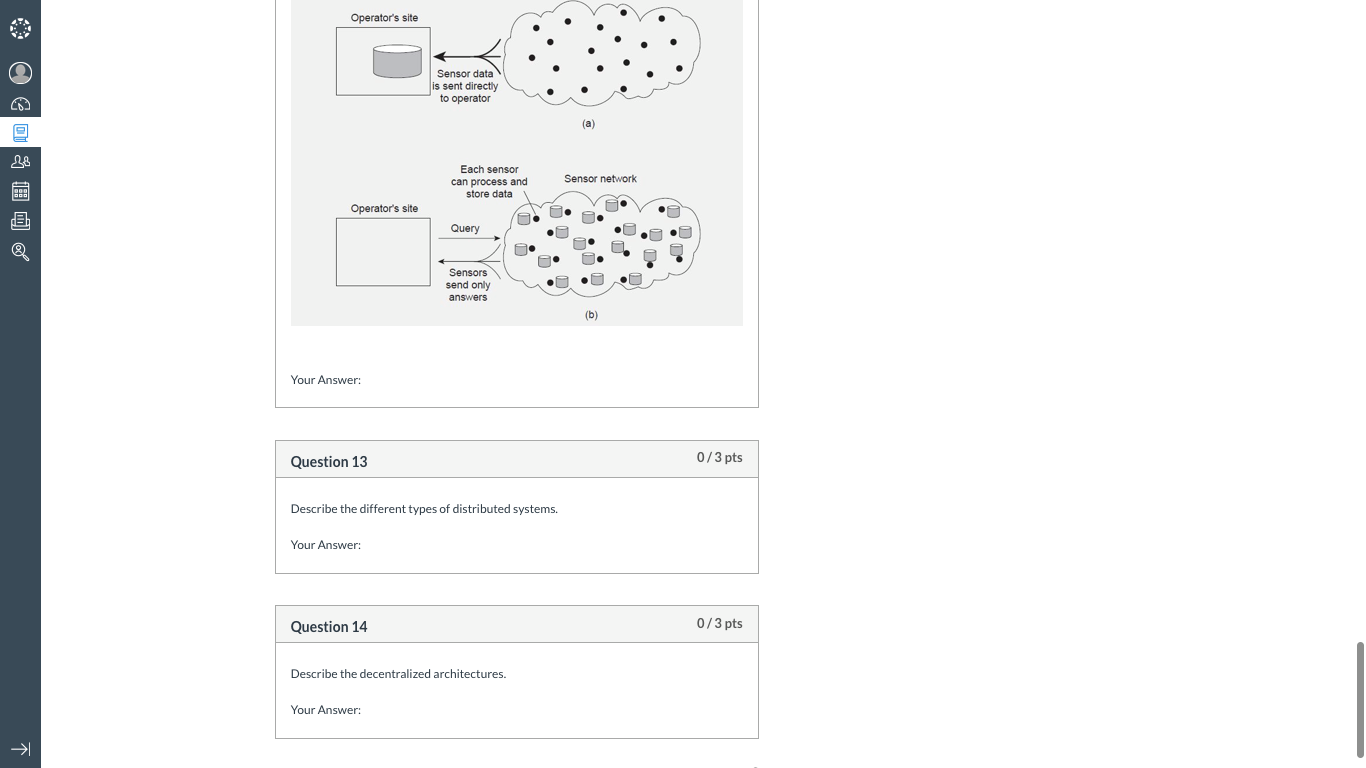 Operator's site
Sensor data
is sent directly
to operator
(a)
Each sensor
can process and
store data
Sensor network
Operator's site
Query
Sensors
send only
answers
(b)
Your Answer:
Question 13
0 / 3 pts
Describe the different types of distributed systems.
Your Answer:
Question 14
0 / 3 pts
Describe the decentralized architectures.
Your Answer: